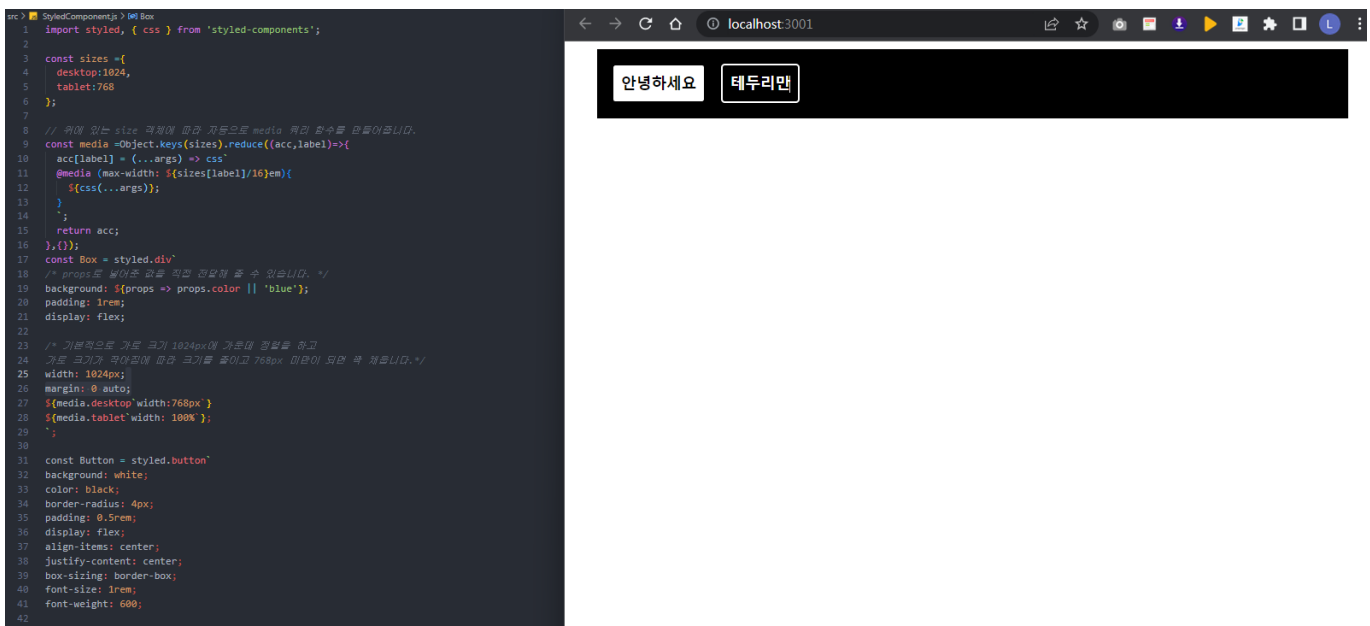 src > StyledComponent.js > Box
1 import styled, { css } from 'styled-components';
2
3 const sizes ={
4 desktop:1024,
5 tablet:768
6 };
7
8 // 위에 있는 size 객체에 따라 자동으로 media 쿼리 함수를 만들어줍니다.
9 const media =Object.keys(sizes).reduce((acc,label)=>{
10 acc[label] = (...args) => css`
11 @media (max-width: ${sizes[label]/16}em){
12 ${css(...args)};
13 }
14 `;
15 return acc;
16 },{});
17 const Box = styled.div`
18 /* props로 넣어준 값을 직접 전달해 줄 수 있습니다. */
19 background: ${props => props.color || 'blue'};
20 padding: 1rem;
21 display: flex;
22
23 /* 기본적으로 가로 크기 1024px에 가운데 정렬을 하고
24 가로 크기가 작아짐에 따라 크기를 줄이고 768px 미만이 되면 꽉 채웁니다.*/
25 width: 1024px;
26 margin: 0 auto;
27 ${media.desktop`width:768px`}
28 ${media.tablet`width: 100%`};
29 `;
30
31 const Button = styled.button`
32 background: white;
33 color: black;
34 border-radius: 4px;
35 padding: 0.5rem;
36 display: flex;
37 align-items: center;
38 justify-content: center;
39 box-sizing: border-box;
40 font-size: 1rem;
41 font-weight: 600;
42
localhost:3001
L
안녕하세요 테두리만